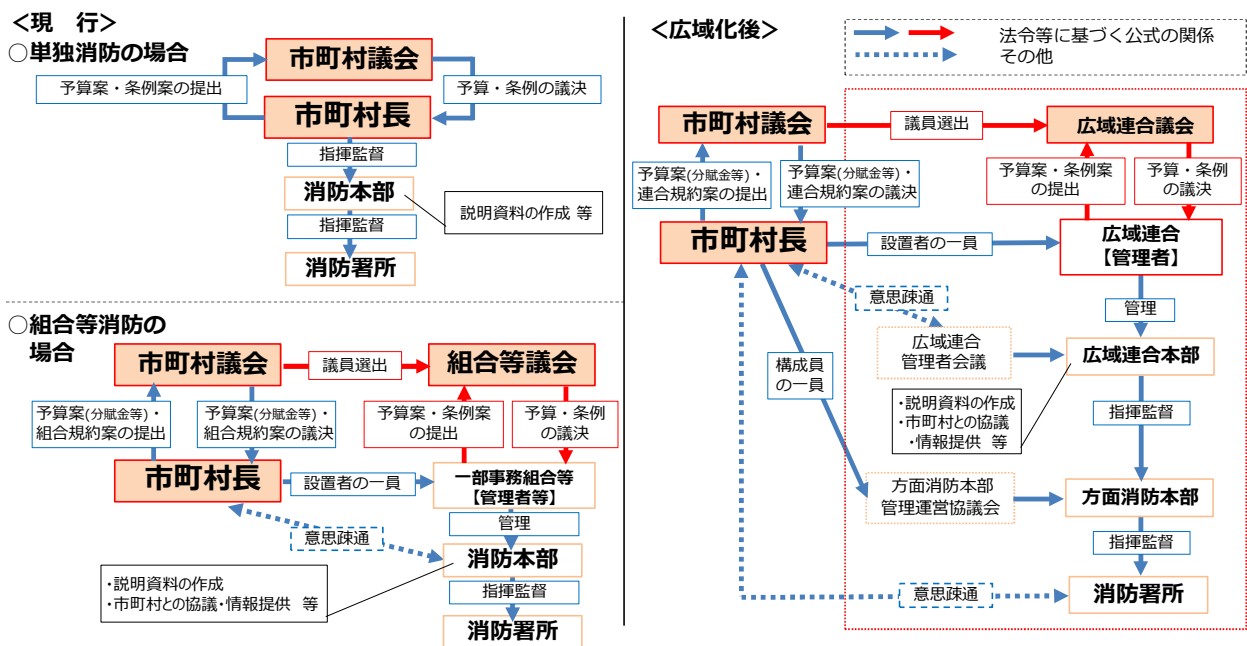 <現　行>
○単独消防の場合
市町村議会
予算案・条例案の提出
予算・条例の議決
市町村長
指揮監督
消防本部
説明資料の作成 等
指揮監督
消防署所
○組合等消防の
場合
市町村議会
議員選出
組合等議会
予算案(分賦金等)・
組合規約案の提出
予算案(分賦金等)・
組合規約案の議決
予算案・条例案
の提出
予算・条例
の議決
市町村長
設置者の一員
一部事務組合等
【管理者等】
管理
意思疎通
消防本部
・説明資料の作成
・市町村との協議・情報提供　等
指揮監督
消防署所
<広域化後>
法令等に基づく公式の関係
その他
市町村議会
議員選出
広域連合議会
予算案(分賦金等)・
連合規約案の提出
予算案(分賦金等)・
連合規約案の議決
予算案・条例案
の提出
予算・条例
の議決
市町村長
設置者の一員
広域連合
【管理者】
意思疎通
管理
広域連合
管理者会議
広域連合本部
構成員
の一員
・説明資料の作成
・市町村との協議
・情報提供　等
指揮監督
方面消防本部
管理運営協議会
方面消防本部
指揮監督
意思疎通
消防署所